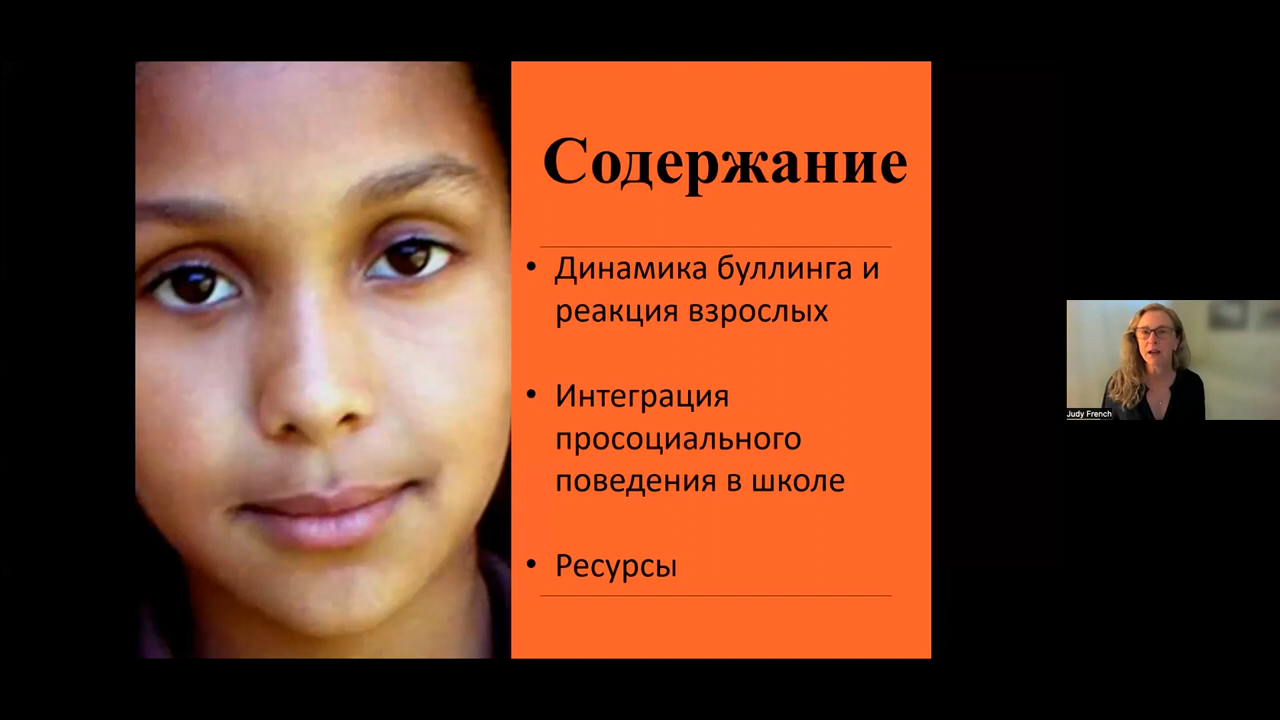 Содержание
• Динамика буллинга и
реакция взрослых
• Интеграция
просоциального
поведения в школе
• Ресурсы
Judy French